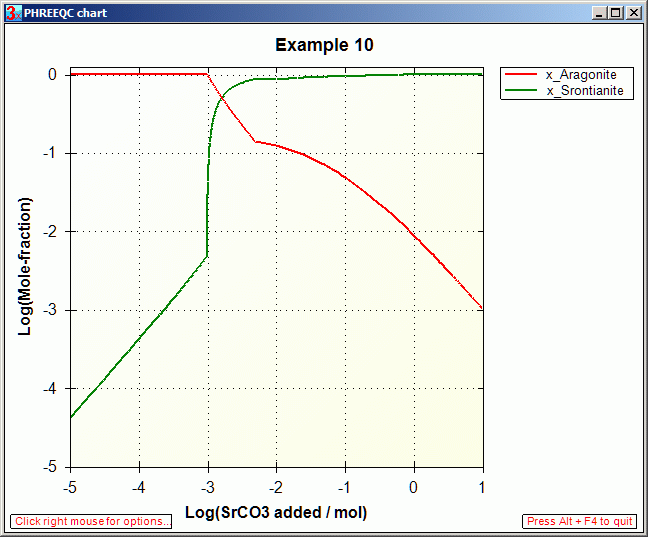 PHREEQC chart
Example 10
x_Aragonite
x_Srontianite
Log(Mole-fraction)
0
-1
-2
-3
-4
-5
-5 -4 -3 -2 -1 0 1
Log(SrCO3 added / mol)
Click right mouse for options...
Press Alt + F4 to quit